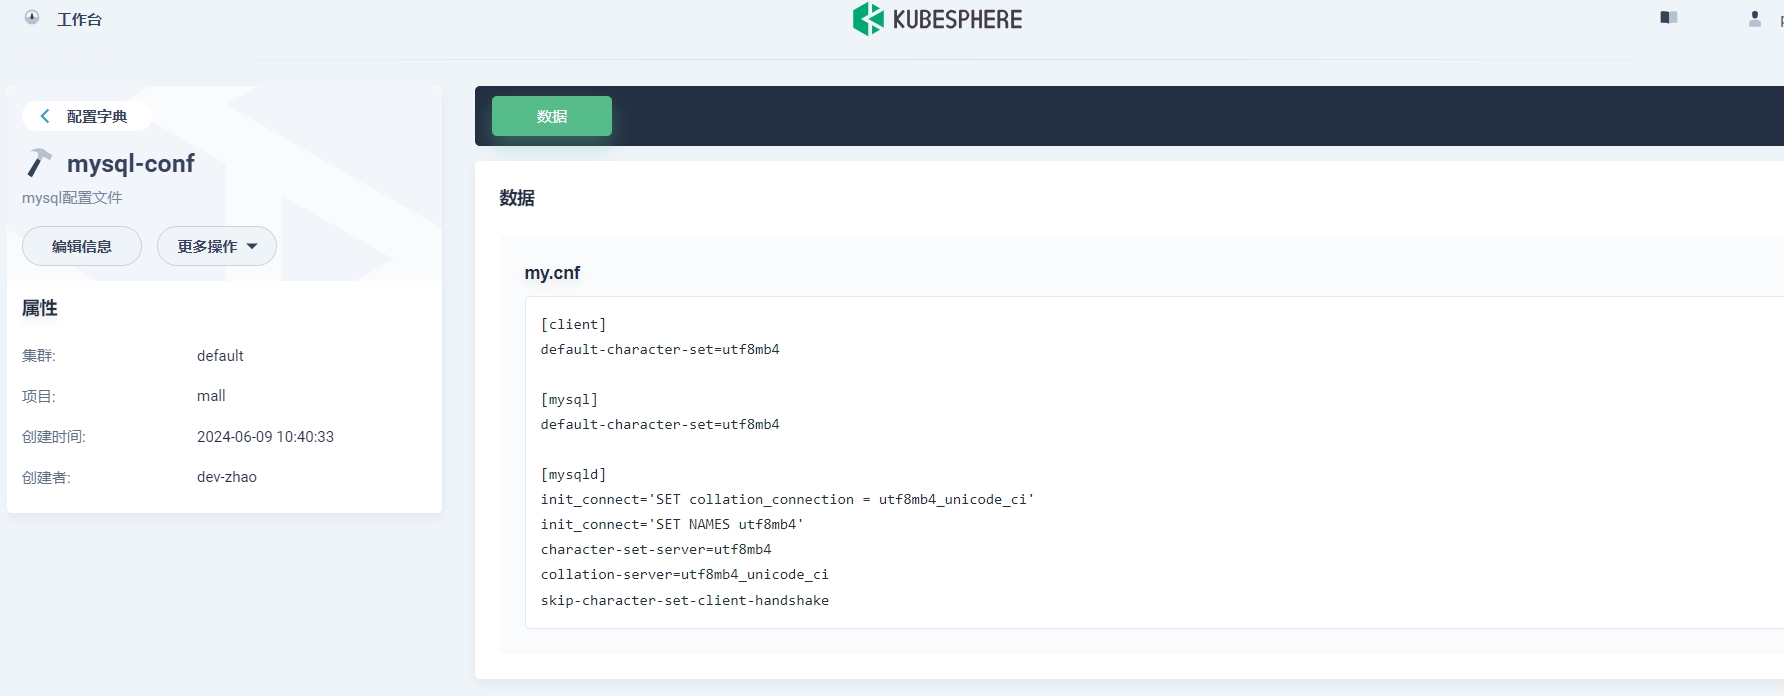 工作台
KUBESPHERE
配置字典
mysql-conf
mysql配置文件
编辑信息
更多操作
属性
集群: default
项目: mall
创建时间: 2024-06-09 10:40:33
创建者: dev-zhao
数据
数据
my.cnf
[client]
default-character-set=utf8mb4
[mysql]
default-character-set=utf8mb4
[mysqld]
init_connect='SET collation_connection = utf8mb4_unicode_ci'
init_connect='SET NAMES utf8mb4'
character-set-server=utf8mb4
collation-server=utf8mb4_unicode_ci
skip-character-set-client-handshake